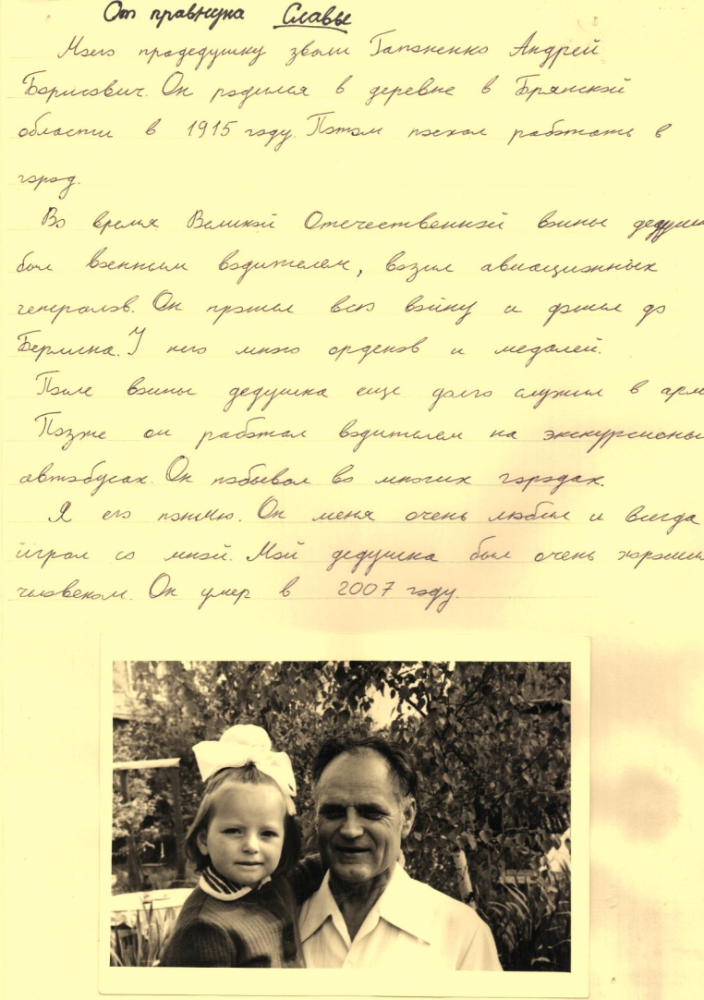 От правнука Славы
Моего прадедушку звали Гапоненко Андрей
Борисович. Он родился в деревне в Брянской
области в 1915 году. Потом поехал работать в
город.
Во время Великой Отечественной войны дедушк
был военным водителем, возил авиационных
генералов. Он прошел всю войну и дошел до
Берлина. У него много орденов и медалей.
После войны дедушка еще долго служил в арм
Позже он работал водителем на экскурсионы
автобусах. Он побывал во многих городах.
Я его помню. Он меня очень любил и всегда
играл со мной. Мой дедушка был очень хороши
человеком. Он умер в 2007 году.